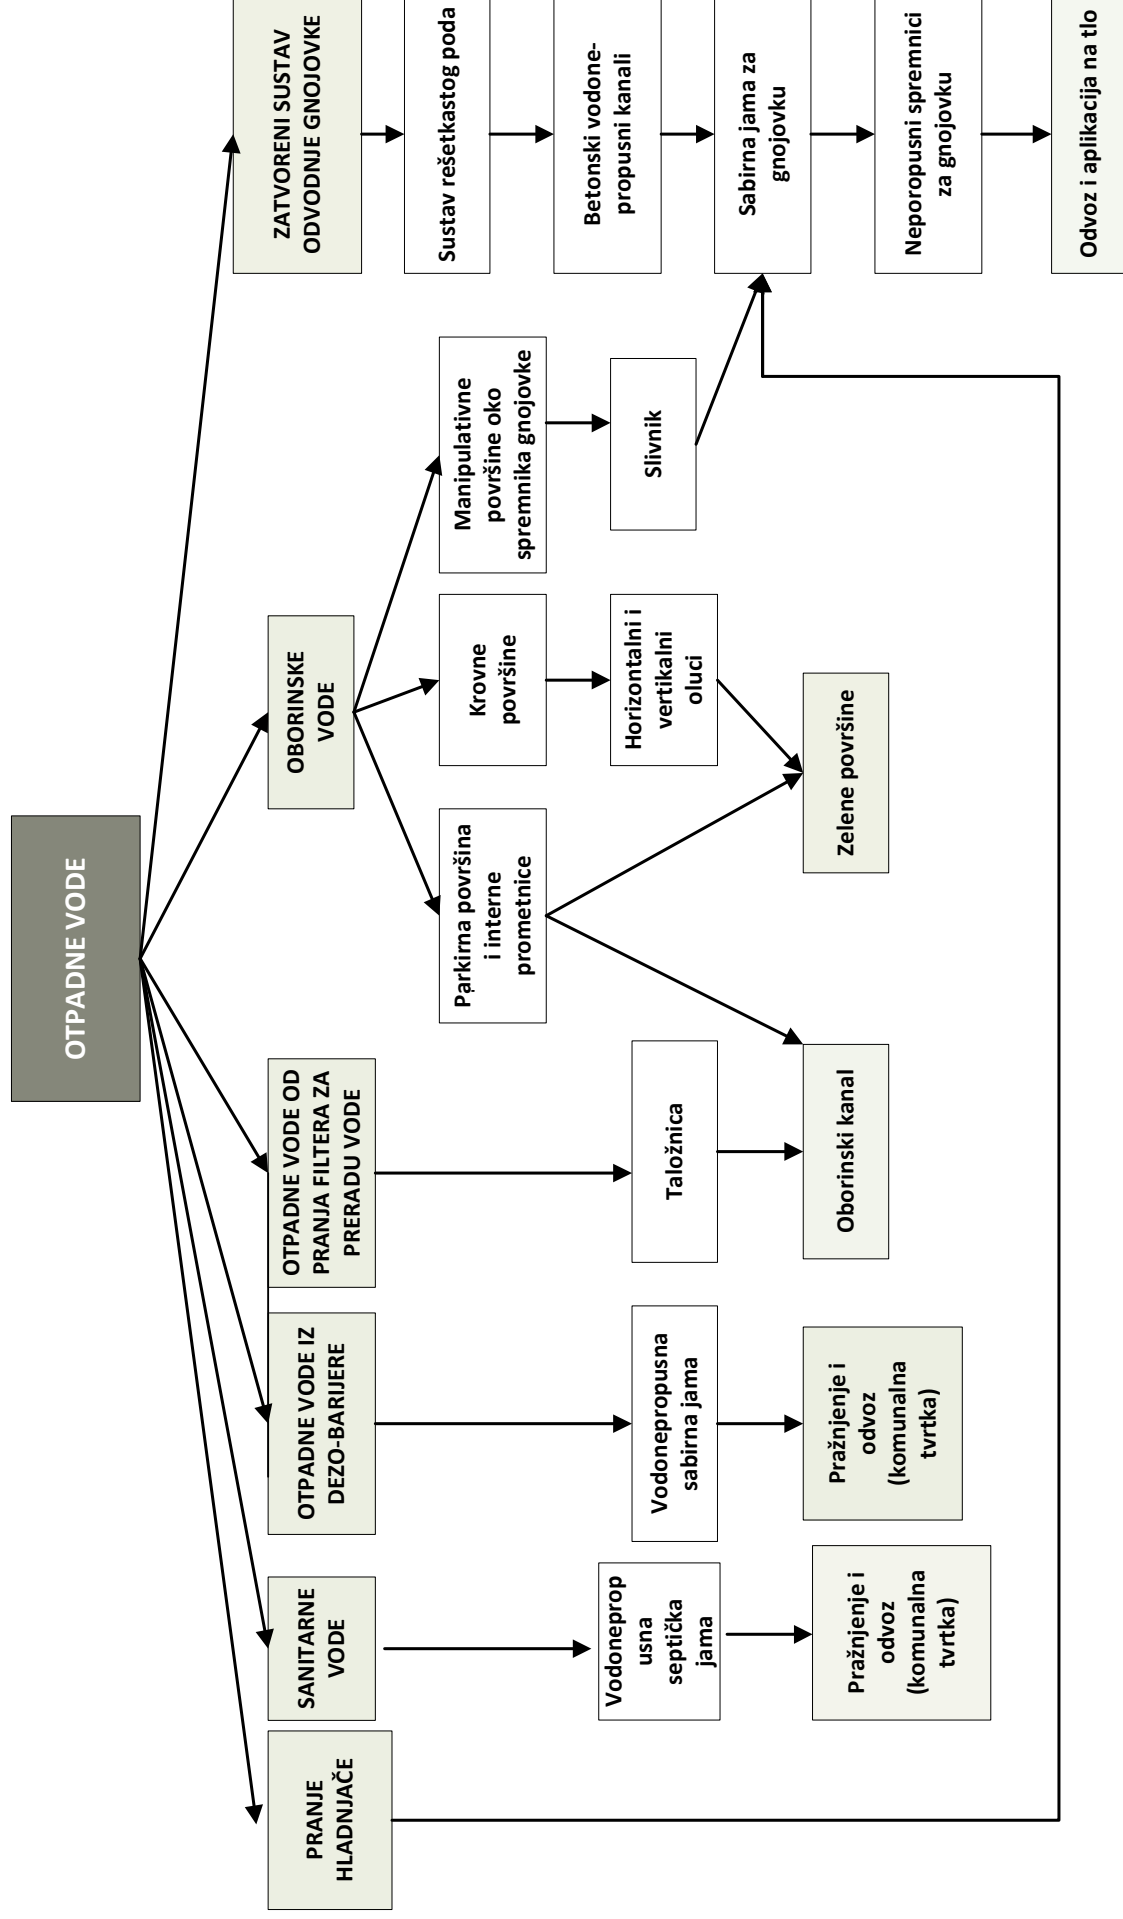 OTPADNE VODE
PRANJE
HLADNJAČE
SANITARNE
VODE
Vodoneprop
usna
septička
jama
Pražnjenje i
odvoz
(komunalna
tvrtka)
OTPADNE VODE IZ
DEZO-BARIJERE
Vodonepropusna
sabirna jama
Pražnjenje i
odvoz
(komunalna
tvrtka)
OTPADNE VODE OD
PRANJA FILTERA ZA
PRERADU VODE
Taložnica
Oborinski kanal
OBORINSKE
VODE
Parkirna površina
i interne
prometnice
Krovne
površine
Horizontalni i
vertikalni
oluci
Zelene površine
Manipulativne
površine oko
spremnika gnojovke
Slivnik
ZATVORENI SUSTAV
ODVODNJE GNOJOVKE
Sustav rešetkastog poda
Betonski vodone-
propusni kanali
Sabirna jama za
gnojovku
Neporopusni spremnici
za gnojovku
Odvoz i aplikacija na tlo